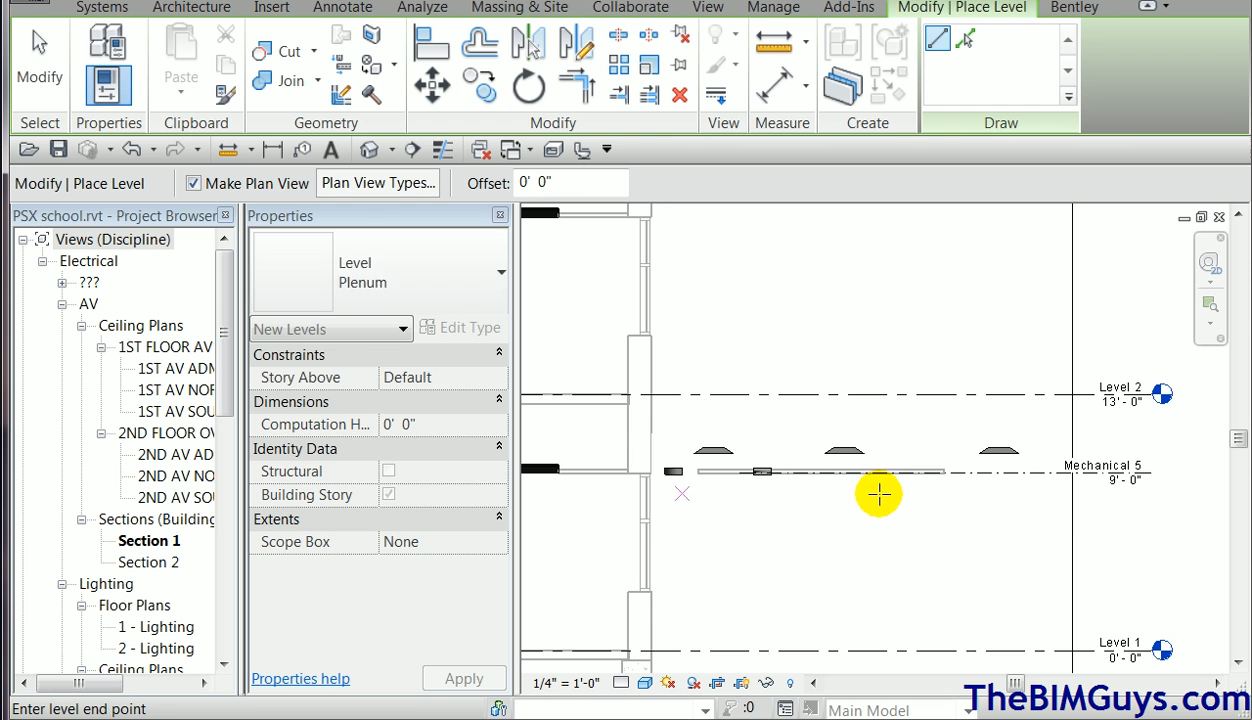 Systems Architecture Insert Annotate Analyze Massing & Site Collaborate View Manage Add-Ins Modify | Place Level Bentley
Modify
Paste
Cut
Join
Select Properties Clipboard Geometry Modify View Measure Create Draw
Modify | Place Level Make Plan View Plan View Types... Offset: 0' 0"
PSX school.rvt - Project Browser
Views (Discipline)
Electrical
???
AV
Ceiling Plans
1ST FLOOR AV
1ST AV ADM
1ST AV NOF
1ST AV SOU
2ND FLOOR OV
2ND AV AD
2ND AV NO
2ND AV SOU
Sections (Building
Section 1
Section 2
Lighting
Floor Plans
1 - Lighting
2 - Lighting
Ceiling Plans
Properties
Level
Plenum
New Levels Edit Type
Constraints
Story Above Default
Dimensions
Computation H... 0' 0"
Identity Data
Structural
Building Story
Extents
Scope Box None
Properties help Apply
2D
Level 2
13' - 0"
Mechanical 5
9' - 0"
Level 1
0' - 0"
1/4" = 1'-0"
Enter level end point
:0
Main Model
TheBIMGuys.com